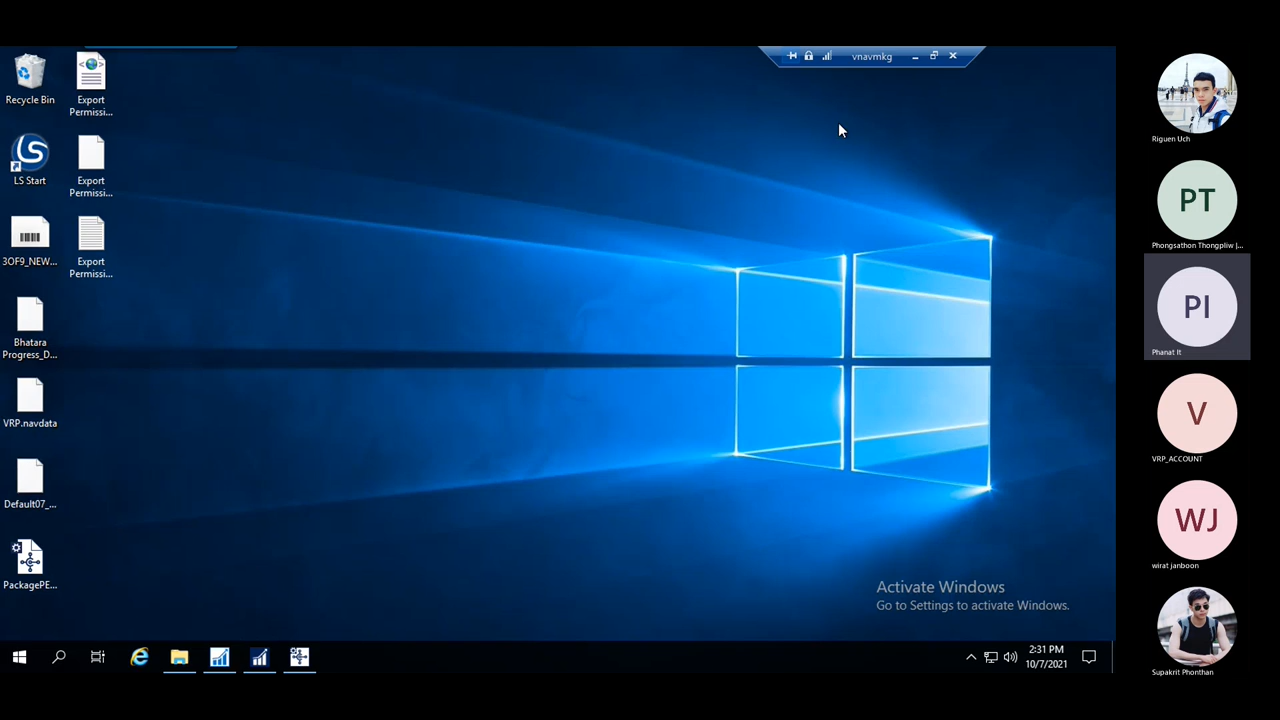 vnavmkg
Recycle Bin
Export
Permissi...
LS Start
Export
Permissi...
3OF9_NEW...
Export
Permissi...
Bhatara
Progress_D...
VRP.navdata
Default07_...
PackagePE...
Activate Windows
Go to Settings to activate Windows.
2:31 PM
10/7/2021
Riguen Uch
PT
Phongsathon Thongpliw |...
PI
Phanat It
V
VRP_ACCOUNT
WJ
wirat janboon
Supakrit Phonthan